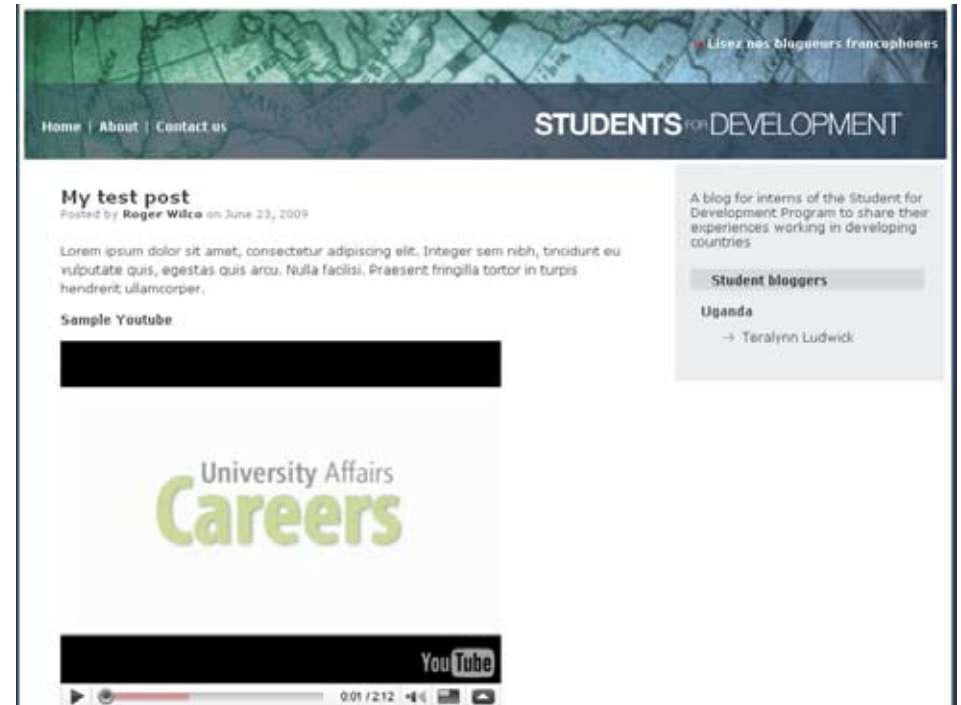 Lisez nos blogueurs francophones
Home | About | Contact us
STUDENTS FOR DEVELOPMENT
My test post
Posted by Roger Wilco on June 23, 2009
Lorem ipsum dolor sit amet, consectetur adipiscing elit. Integer sem nibh, tincidunt eu
vulputate quis, egestas quis arcu. Nulla facilisi. Praesent fringilla tortor in turpis
hendrerit ullamcorper.
Sample Youtube
University Affairs
Careers
YouTube
0:01 / 2:12
A blog for interns of the Student for
Development Program to share their
experiences working in developing
countries
Student bloggers
Uganda
→ Teralynn Ludwick